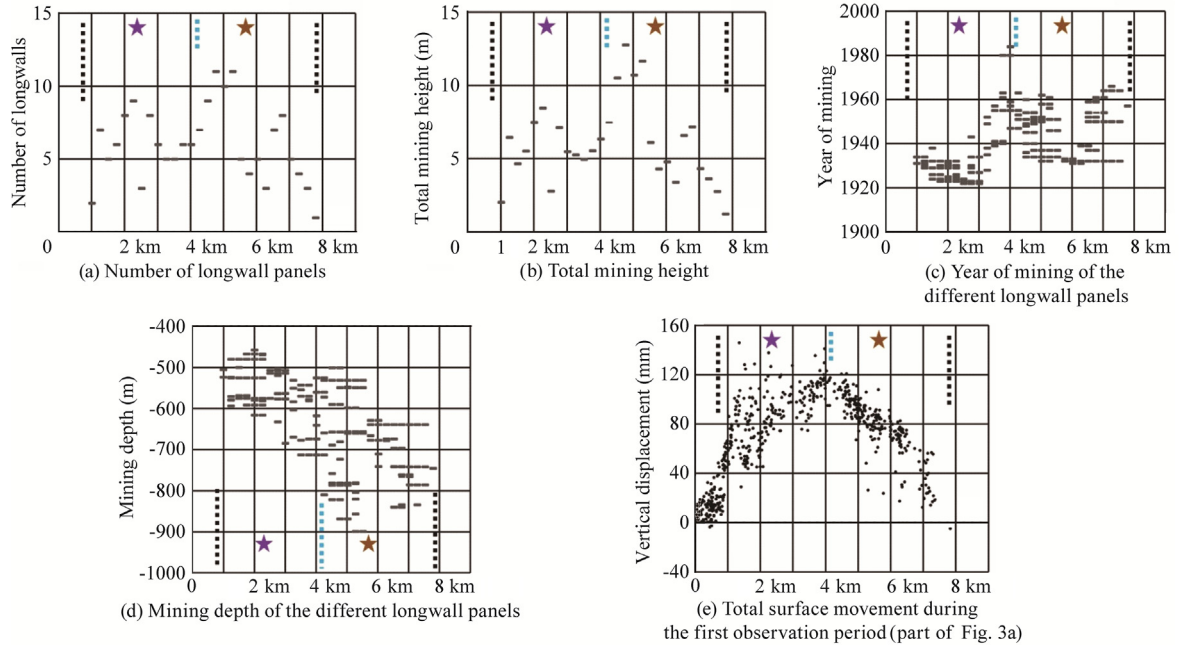 15
10
5
0
Number of longwalls
2 km
4 km
6 km
8 km
(a) Number of longwall panels
15
10
5
0
Total mining height (m)
1
2 km
4 km
6 km
8 km
(b) Total mining height
2000
1980
1960
1940
1920
1900
Year of mining
0
2 km
4 km
6 km
8 km
(c) Year of mining of the
different longwall panels
-400
-500
-600
-700
-800
-900
-1000
Mining depth (m)
0
2 km
4 km
6 km
8 km
(d) Mining depth of the different longwall panels
160
120
80
40
0
-40
Vertical displacement (mm)
0
2 km
4 km
6 km
8 km
(e) Total surface movement during
the first observation period (part of Fig. 3a)